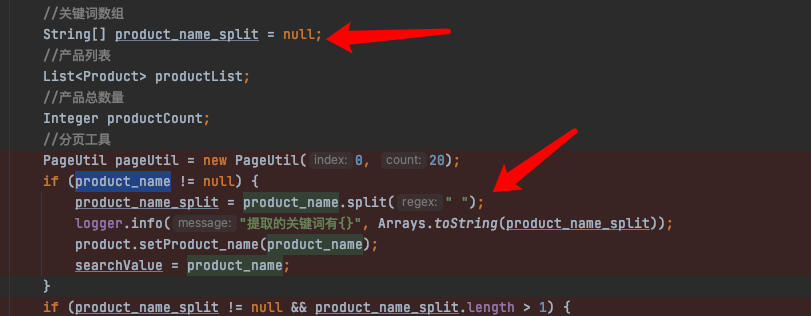 //关键词数组
String[] product_name_split = null;
//产品列表
List<Product> productList;
//产品总数量
Integer productCount;
//分页工具
PageUtil pageUtil = new PageUtil( index: 0, count: 20);
if (product_name != null) {
product_name_split = product_name.split( regex: " ");
logger.info( message: "提取的关键词有{}", Arrays.toString(product_name_split));
product.setProduct_name(product_name);
searchValue = product_name;
}
if (product_name_split != null && product_name_split.length > 1) {